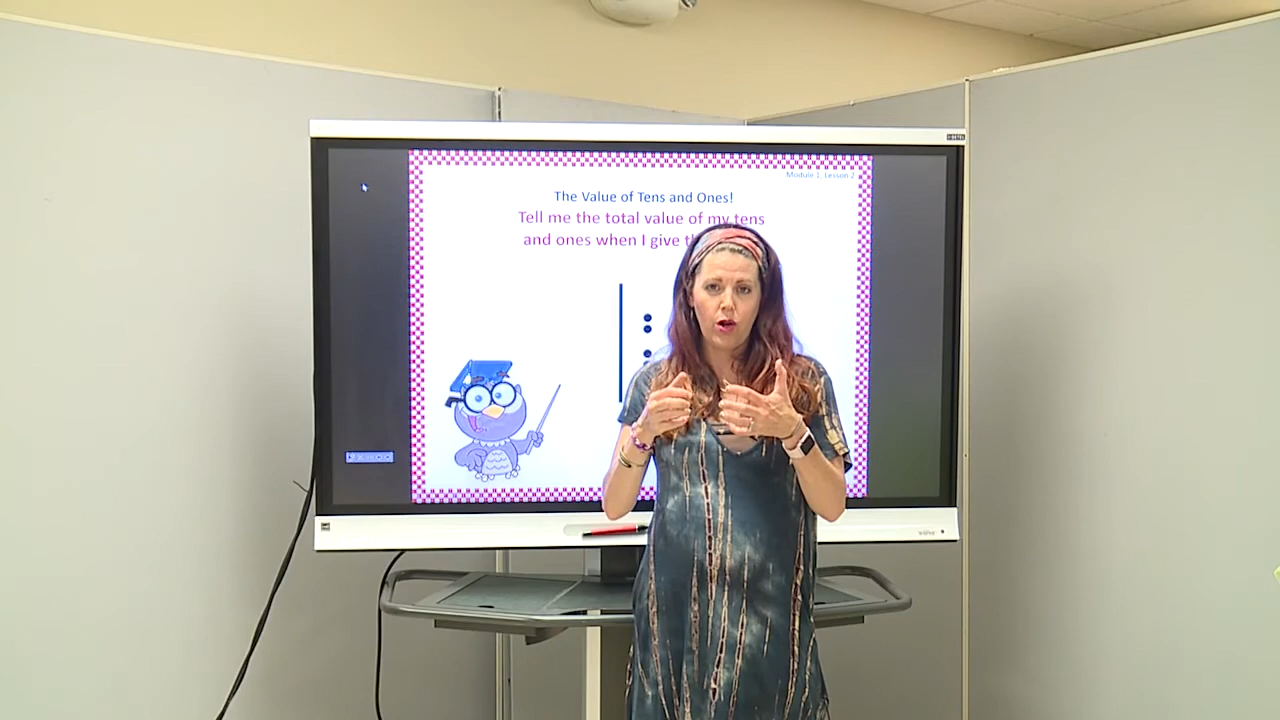 Module 1, Lesson 2
The Value of Tens and Ones!
Tell me the total value of my tens
and ones when I give